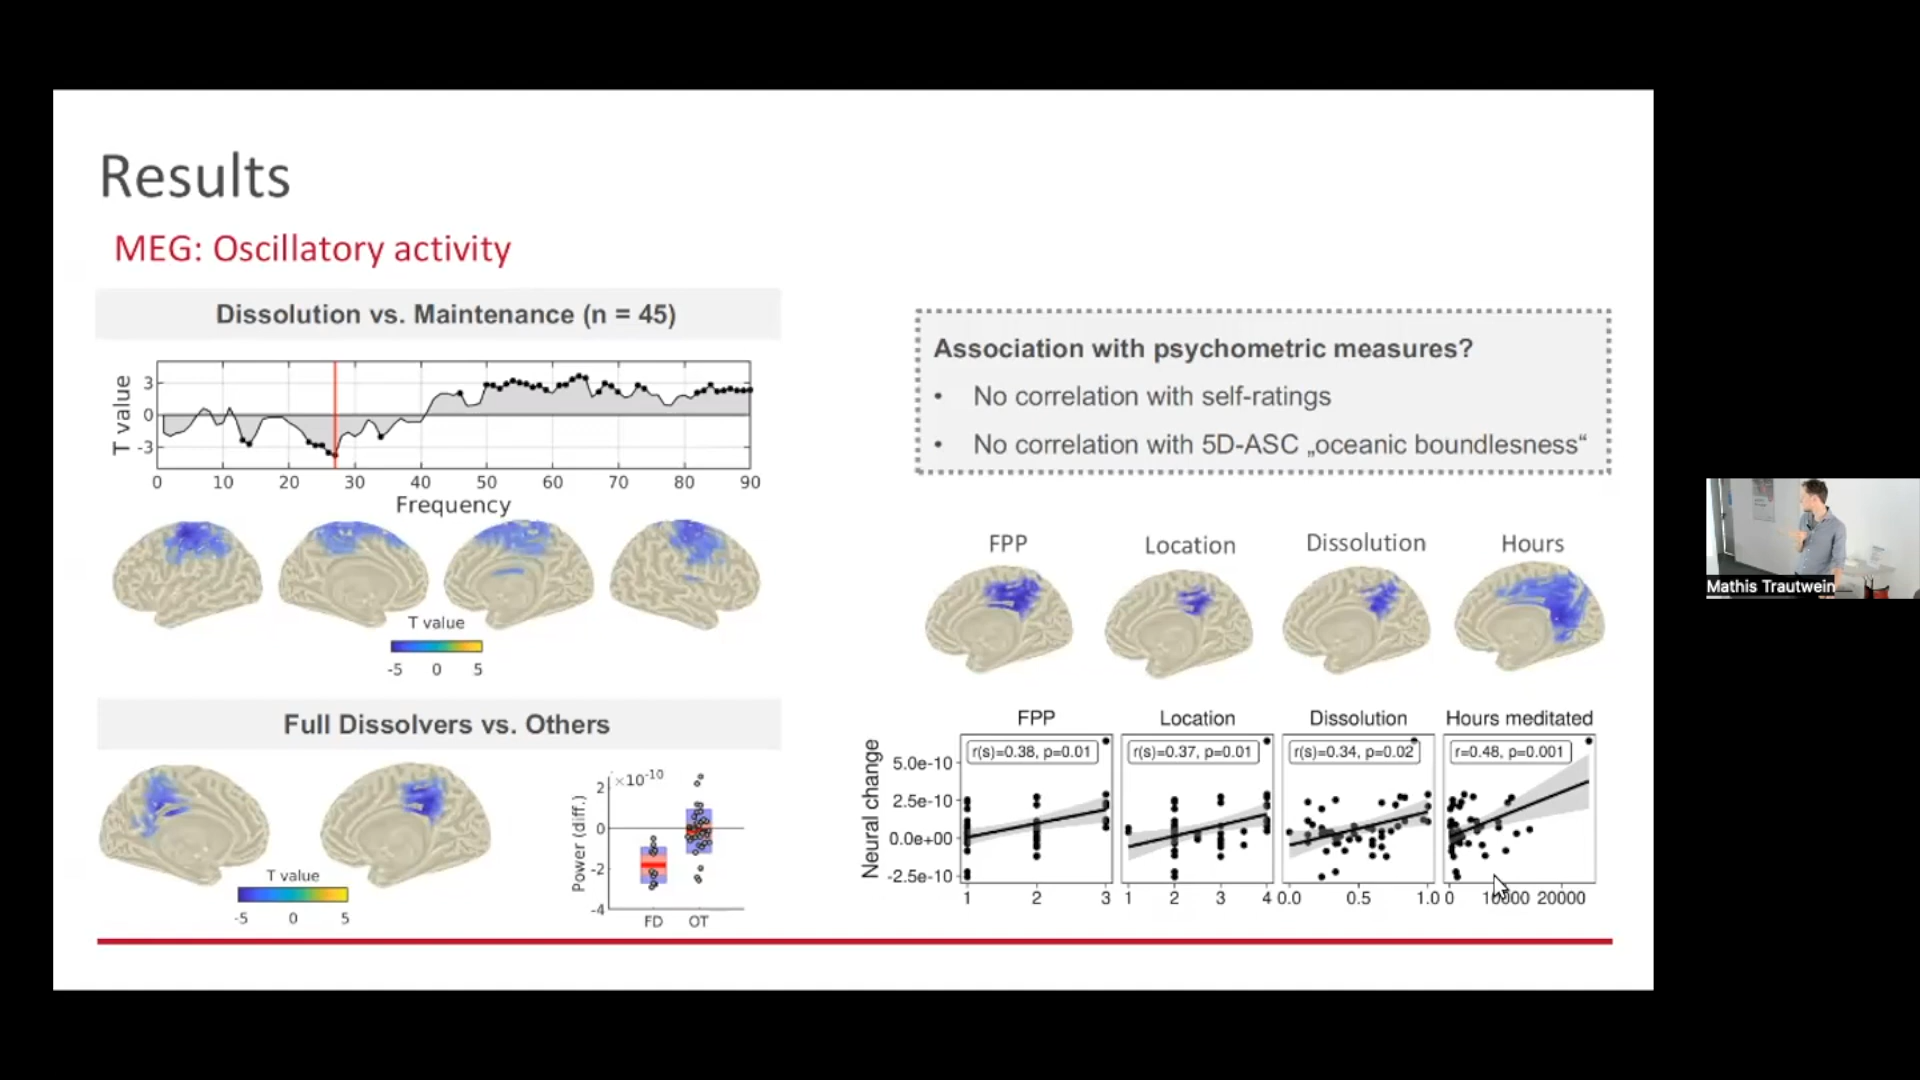 Results
MEG: Oscillatory activity
Dissolution vs. Maintenance (n = 45)
T value
3
0
-3
0 10 20 30 40 50 60 70 80 90
Frequency
T value
-5 0 5
Full Dissolvers vs. Others
T value
-5 0 5
×10-10
Power (diff.)
2
0
-2
-4
FD OT
Association with psychometric measures?
• No correlation with self-ratings
• No correlation with 5D-ASC „oceanic boundlesness“
FPP Location Dissolution Hours
FPP Location Dissolution Hours meditated
r(s)=0.38, p=0.01 r(s)=0.37, p=0.01 r(s)=0.34, p=0.02 r=0.48, p=0.001
Neural change
5.0e-10
2.5e-10
0.0e+00
-2.5e-10
1 2 3 1 2 3 4 0.0 0.5 1.0 0 10000 20000
Mathis Trautwein